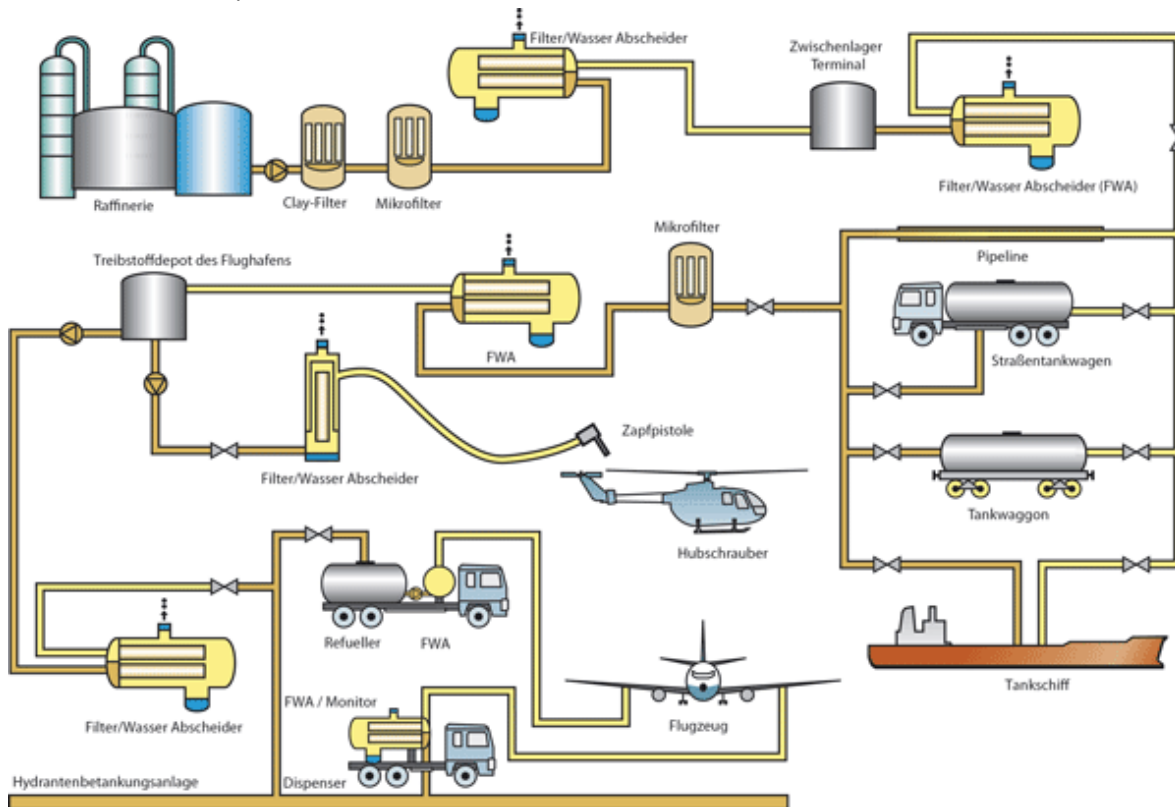 Filter/Wasser Abscheider
Zwischenlager
Terminal
Raffinerie
Clay-Filter
Mikrofilter
Filter/Wasser Abscheider (FWA)
Mikrofilter
Pipeline
Treibstoffdepot des Flughafens
FWA
Straßentankwagen
Zapfpistole
Filter/Wasser Abscheider
Tankwaggon
Hubschrauber
Refueller
FWA
Tankschiff
FWA / Monitor
Flugzeug
Filter/Wasser Abscheider
Hydrantenbetankungsanlage
Dispenser